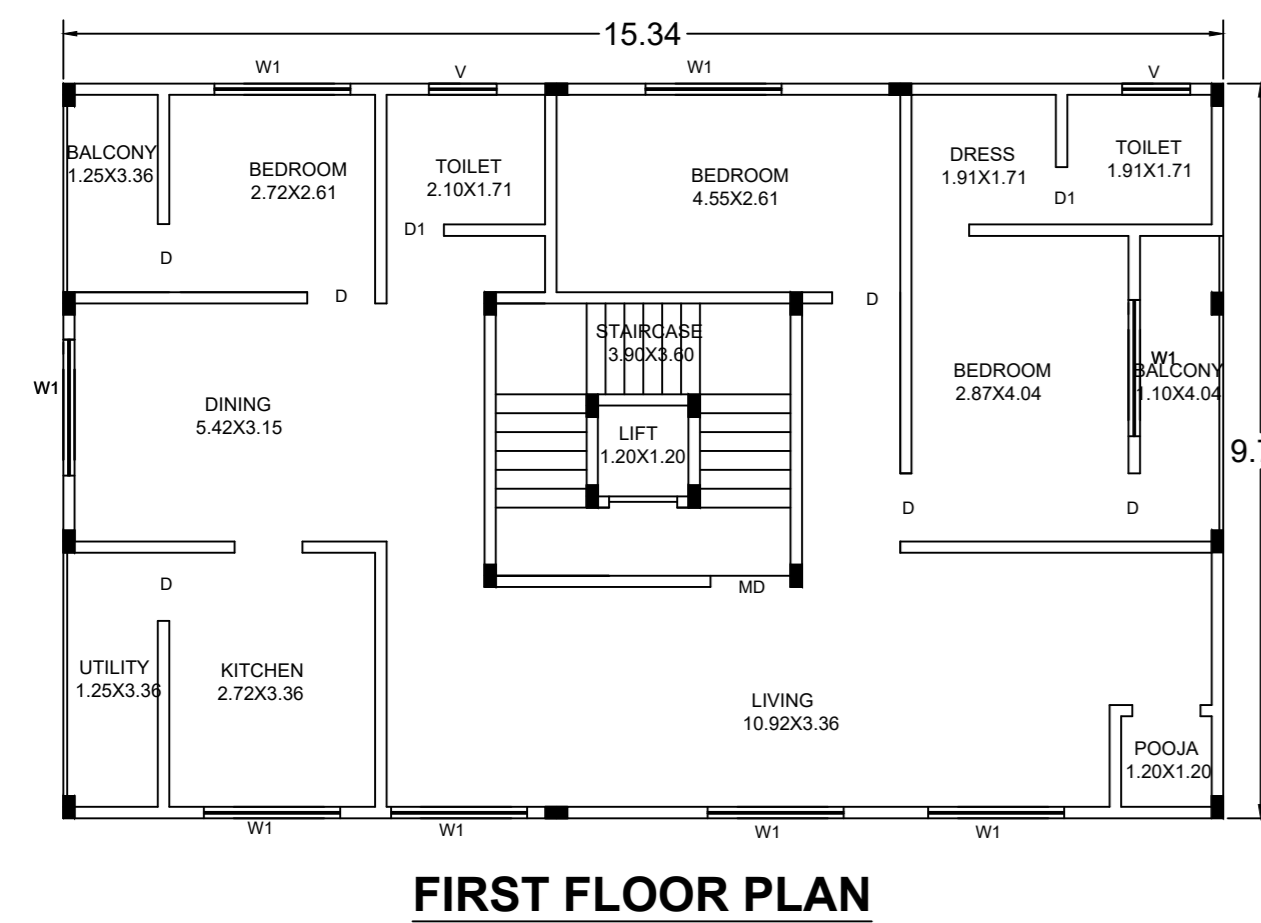 15.34
W1
V
W1
V
BALCONY
1.25X3.36
BEDROOM
2.72X2.61
TOILET
2.10X1.71
BEDROOM
4.55X2.61
DRESS
1.91X1.71
TOILET
1.91X1.71
D1
D1
D
D
D
STAIRCASE
3.90X3.60
W1
DINING
5.42X3.15
LIFT
1.20X1.20
BEDROOM
2.87X4.04
W1
BALCONY
1.10X4.04
9.7
D
D
D
MD
UTILITY
1.25X3.36
KITCHEN
2.72X3.36
LIVING
10.92X3.36
POOJA
1.20X1.20
W1
W1
W1
W1
FIRST FLOOR PLAN